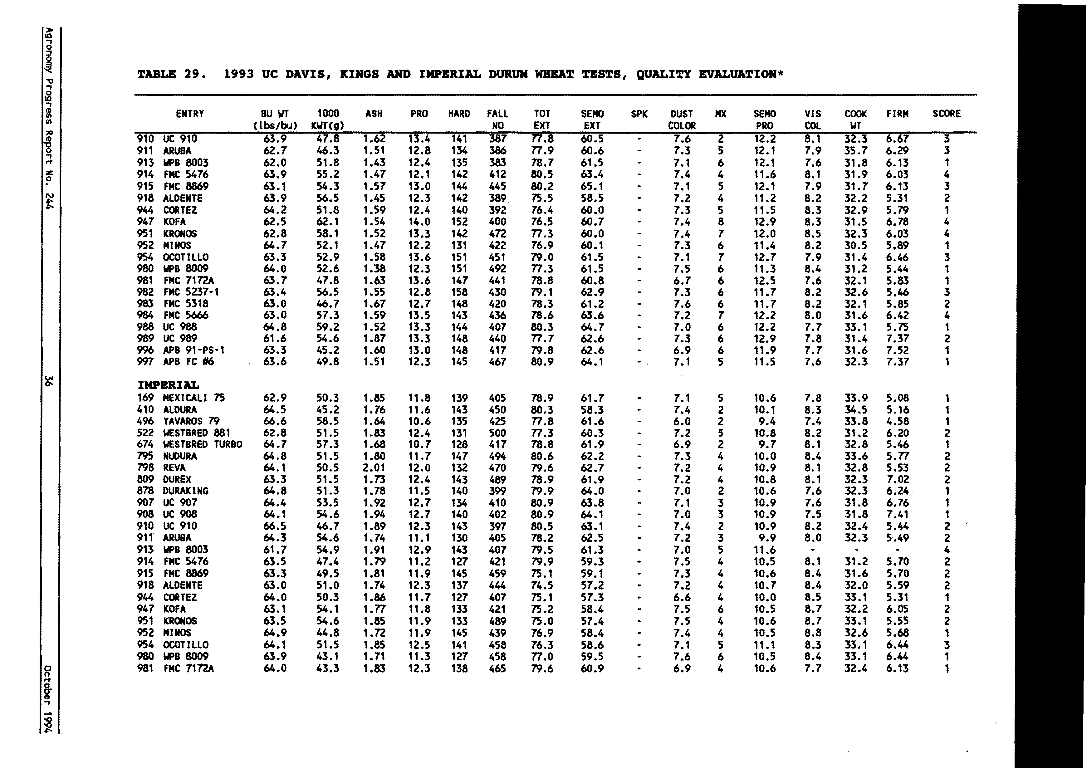 Agronomy Progress Report No. 244
TABLE 29. 1993 UC DAVIS, KINGS AND IMPERIAL DURUM WHEAT TESTS, QUALITY EVALUATION*
ENTRY BU WT 1000 ASH PRO HARD FALL TOT SEMO SPK DUST MX SEMO VIS COOK FIRM SCORE
(lbs/bu) KWT(g) NO EXT EXT COLOR PRO COL WT
910 UC 910 63.9 47.8 1.62 13.4 141 387 77.8 60.5 - 7.6 2 12.2 8.1 32.3 6.67 3
911 ARUBA 62.7 46.3 1.51 12.8 134 386 77.9 60.6 - 7.3 5 12.1 7.9 35.7 6.29 3
913 WPB 8003 62.0 51.8 1.43 12.4 135 383 78.7 61.5 - 7.1 6 12.1 7.6 31.8 6.13 1
914 FMC 5476 63.9 55.2 1.47 12.1 142 412 80.5 63.4 - 7.4 4 11.6 8.1 31.9 6.03 4
915 FMC 8869 63.1 54.3 1.57 13.0 144 445 80.2 65.1 - 7.1 5 12.1 7.9 31.7 6.13 3
918 ALDENTE 63.9 56.5 1.45 12.3 142 389 75.5 58.5 - 7.2 4 11.2 8.2 32.2 5.31 2
944 CORTEZ 64.2 51.8 1.59 12.4 140 392 76.4 60.0 - 7.3 5 11.5 8.3 32.9 5.79 1
947 KOFA 62.5 62.1 1.54 14.0 152 400 76.5 60.7 - 7.4 8 12.9 8.3 31.5 6.78 4
951 KRONOS 62.8 58.1 1.52 13.3 142 472 77.3 60.0 - 7.4 7 12.0 8.5 32.3 6.03 4
952 MINOS 64.7 52.1 1.47 12.2 131 422 76.9 60.1 - 7.3 6 11.4 8.2 30.5 5.89 1
954 OCOTILLO 63.3 52.9 1.58 13.6 151 451 79.0 61.5 - 7.1 7 12.7 7.9 31.4 6.46 3
980 WPB 8009 64.0 52.6 1.38 12.3 151 492 77.3 61.5 - 7.5 6 11.3 8.4 31.2 5.44 1
981 FMC 7172A 63.7 47.8 1.63 13.6 147 441 78.8 60.8 - 6.7 6 12.5 7.6 32.1 5.83 1
982 FMC 5237-1 63.4 56.5 1.55 12.8 158 430 79.1 62.9 - 7.3 6 11.7 8.2 32.6 5.46 3
983 FMC 5318 63.0 46.7 1.67 12.7 148 420 78.3 61.2 - 7.6 6 11.7 8.2 32.1 5.85 2
984 FMC 5666 63.0 57.3 1.59 13.5 143 436 78.6 63.6 - 7.2 7 12.2 8.0 31.6 6.42 4
988 UC 988 64.8 59.2 1.52 13.3 144 407 80.3 64.7 - 7.0 6 12.2 7.7 33.1 5.75 1
989 UC 989 61.6 54.6 1.87 13.3 148 440 77.7 62.6 - 7.3 6 12.9 7.8 31.4 7.37 2
996 APB 91-PS-1 63.3 45.2 1.60 13.0 148 417 79.8 62.6 - 6.9 6 11.9 7.7 31.6 7.52 1
997 APB FC #6 63.6 49.8 1.51 12.3 145 467 80.9 64.1 - 7.1 5 11.5 7.6 32.3 7.37 1
IMPERIAL
169 MEXICALI 75 62.9 50.3 1.85 11.8 139 405 78.9 61.7 - 7.1 5 10.6 7.8 33.9 5.08 1
410 ALDURA 64.5 45.2 1.76 11.6 143 450 80.3 58.3 - 7.4 2 10.1 8.3 34.5 5.16 1
496 YAVAROS 79 66.6 58.5 1.64 10.6 135 425 77.8 61.6 - 6.0 2 9.4 7.4 33.8 4.58 1
522 WESTBRED 881 62.8 51.5 1.83 12.4 131 500 77.3 60.3 - 7.2 5 10.8 8.2 31.2 6.20 2
674 WESTBRED TURBO 64.7 57.3 1.68 10.7 128 417 78.8 61.9 - 6.9 2 9.7 8.1 32.8 5.46 1
795 NUDURA 64.8 51.5 1.80 11.7 147 494 80.6 62.2 - 7.3 4 10.0 8.4 33.6 5.77 2
798 REVA 64.1 50.5 2.01 12.0 132 470 79.6 62.7 - 7.2 4 10.9 8.1 32.8 5.53 2
809 DUREX 63.3 51.5 1.73 12.4 143 489 78.9 61.9 - 7.2 4 10.8 8.1 32.3 7.02 2
878 DURAKING 64.8 51.3 1.78 11.5 140 399 79.9 64.0 - 7.0 2 10.6 7.6 32.3 6.24 1
907 UC 907 64.4 53.5 1.92 12.7 134 410 80.9 63.8 - 7.1 3 10.9 7.6 31.8 6.76 1
908 UC 908 64.1 54.6 1.94 12.7 140 402 80.9 64.1 - 7.0 3 10.9 7.5 31.8 7.41 1
910 UC 910 66.5 46.7 1.89 12.3 143 397 80.5 63.1 - 7.4 2 10.9 8.2 32.4 5.44 2
911 ARUBA 64.3 54.6 1.74 11.1 130 405 78.2 62.5 - 7.2 3 9.9 8.0 32.3 5.49 2
913 WPB 8003 61.7 54.9 1.91 12.9 143 407 79.5 61.3 - 7.0 5 11.6 - - - 4
914 FMC 5476 63.5 47.4 1.79 11.2 127 421 79.9 59.3 - 7.5 4 10.5 8.1 31.2 5.70 2
915 FMC 8869 63.3 49.5 1.81 11.9 145 459 75.1 59.1 - 7.3 4 10.6 8.4 31.6 5.70 2
918 ALDENTE 63.0 51.0 1.74 12.3 137 444 74.5 57.2 - 7.2 4 10.7 8.4 32.0 5.59 2
944 CORTEZ 64.0 50.3 1.86 11.7 127 407 75.1 57.3 - 6.6 4 10.0 8.5 33.1 5.31 1
947 KOFA 63.1 54.1 1.77 11.8 133 421 75.2 58.4 - 7.5 6 10.5 8.7 32.2 6.05 2
951 KRONOS 63.5 54.6 1.85 11.9 133 489 75.0 57.4 - 7.5 4 10.6 8.7 33.1 5.55 2
952 MINOS 64.9 44.8 1.72 11.9 145 439 76.9 58.4 - 7.4 4 10.5 8.8 32.6 5.68 1
954 OCOTILLO 64.1 51.5 1.85 12.5 141 458 76.3 58.6 - 7.1 5 11.1 8.3 33.1 6.44 3
980 WPB 8009 63.9 43.1 1.71 11.3 127 458 77.0 59.5 - 7.6 6 10.5 8.4 33.1 6.44 1
981 FMC 7172A 64.0 43.3 1.83 12.3 138 465 79.6 60.9 - 6.9 4 10.6 7.7 32.4 6.13 1
36
October 1994